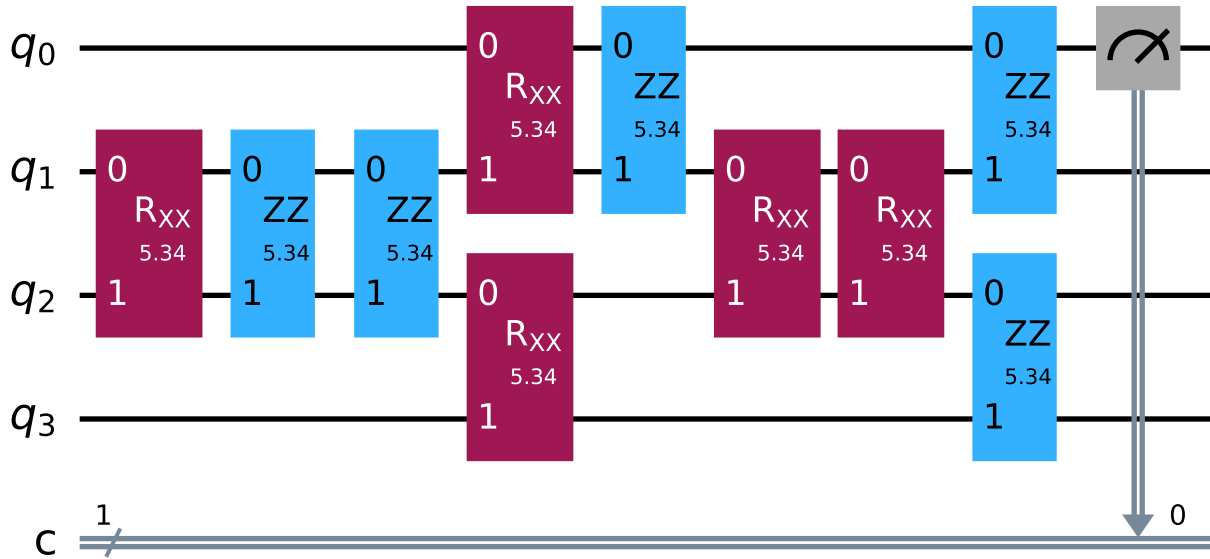 q0 0 0 0
RXX ZZ ZZ
5.34 5.34 5.34
q1 0 0 0 1 1 0 0 1
RXX ZZ ZZ RXX RXX
5.34 5.34 5.34 5.34 5.34
q2 1 1 1 0 1 1 0
RXX ZZ
5.34 5.34
q3 1 1
1 0
c